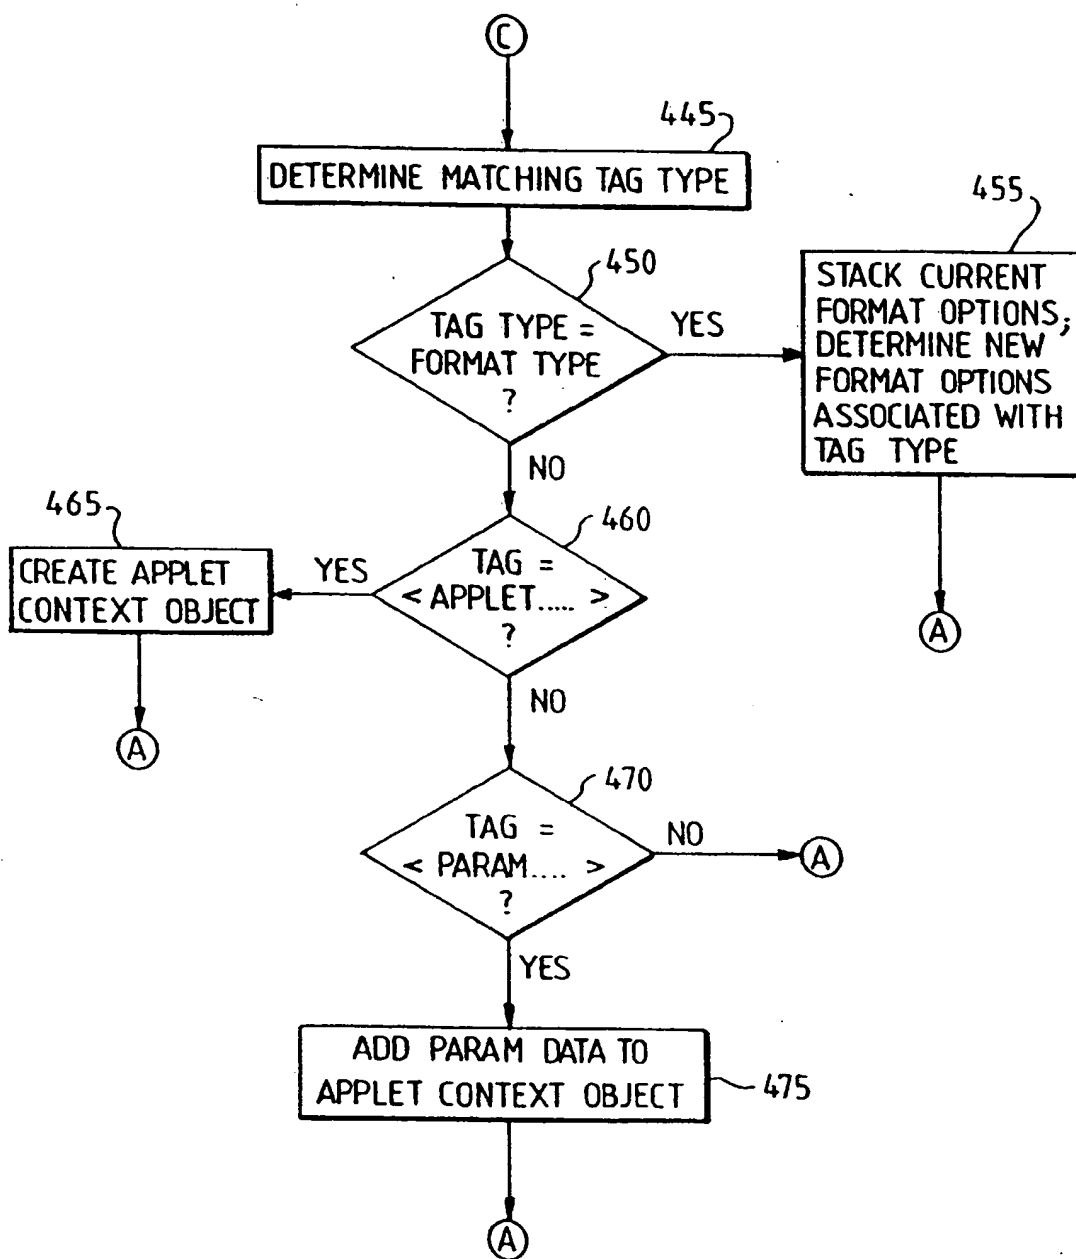 C
445
DETERMINE MATCHING TAG TYPE
450
TAG TYPE =
FORMAT TYPE
?
YES
455
STACK CURRENT
FORMAT OPTIONS;
DETERMINE NEW
FORMAT OPTIONS
ASSOCIATED WITH
TAG TYPE
A
NO
460
TAG =
< APPLET..... >
?
YES
465
CREATE APPLET
CONTEXT OBJECT
A
NO
470
TAG =
< PARAM.... >
?
NO
A
YES
ADD PARAM DATA TO
APPLET CONTEXT OBJECT
475
A